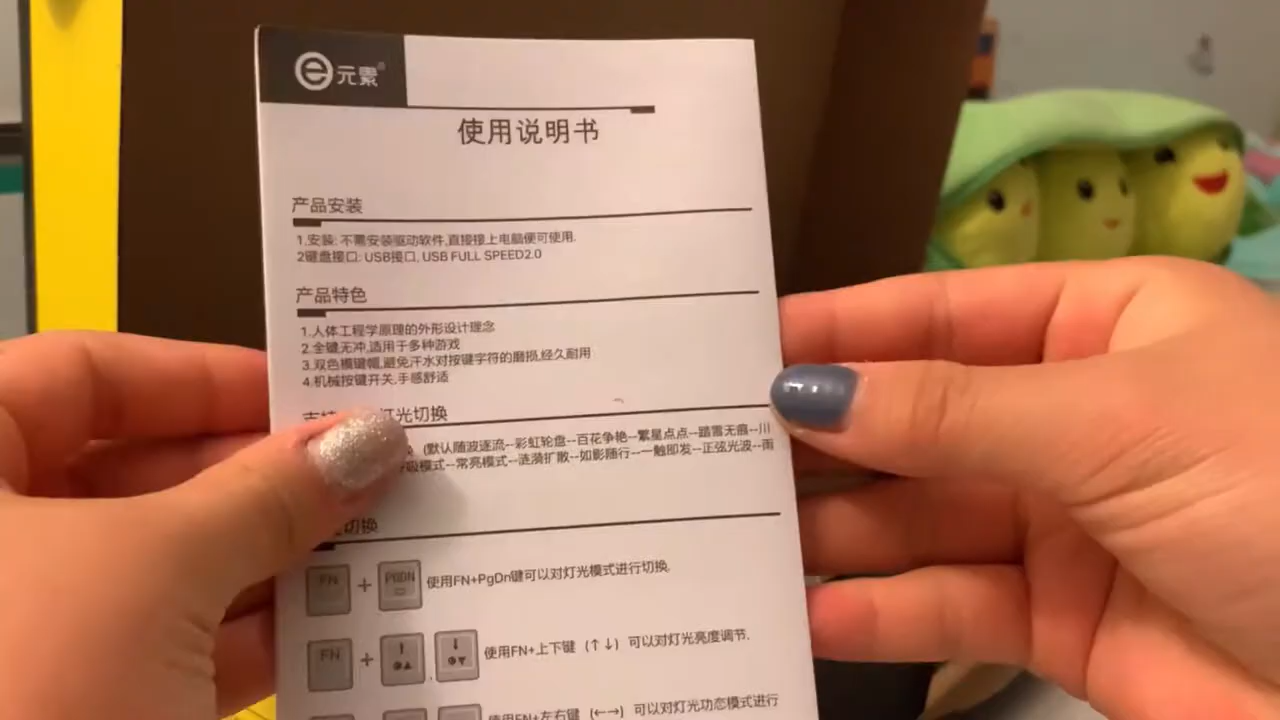 e元素®
使用说明书
产品安装
1.安装: 不需安装驱动软件,直接接上电脑便可使用.
2键盘接口: USB接口, USB FULL SPEED2.0
产品特色
1.人体工程学原理的外形设计理念
2.全键无冲,适用于多种游戏
3.双色模键帽,避免汗水对按键字符的磨损,经久耐用
4.机械按键开关,手感舒适
灯光切换
(默认随波逐流--彩虹轮盘--百花争艳--繁星点点--踏雪无痕--川
吸模式--常亮模式--涟漪扩散--如影随行--一触即发--正弦光波--雨
切换
FN + PGDN 使用FN+PgDn键可以对灯光模式进行切换.
FN + 使用FN+上下键 (↑↓) 可以对灯光亮度调节.
使用FN+左右键 (←→) 可以对灯光功态模式进行